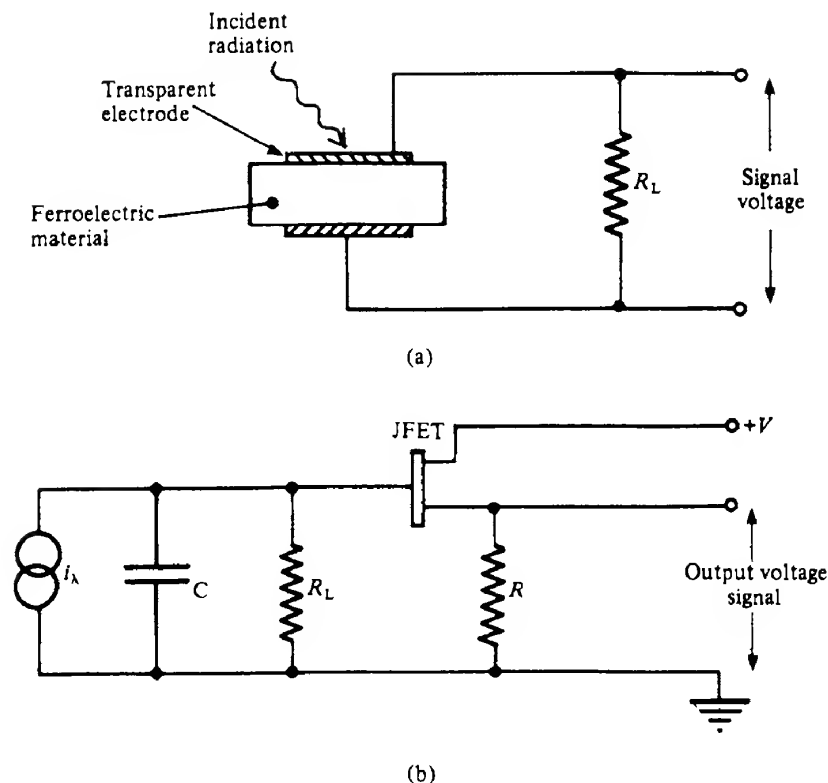 Incident
radiation
Transparent
electrode
Ferroelectric
material
R_L
Signal
voltage
(a)
JFET
+V
i_λ
C
R_L
R
Output voltage
signal
(b)